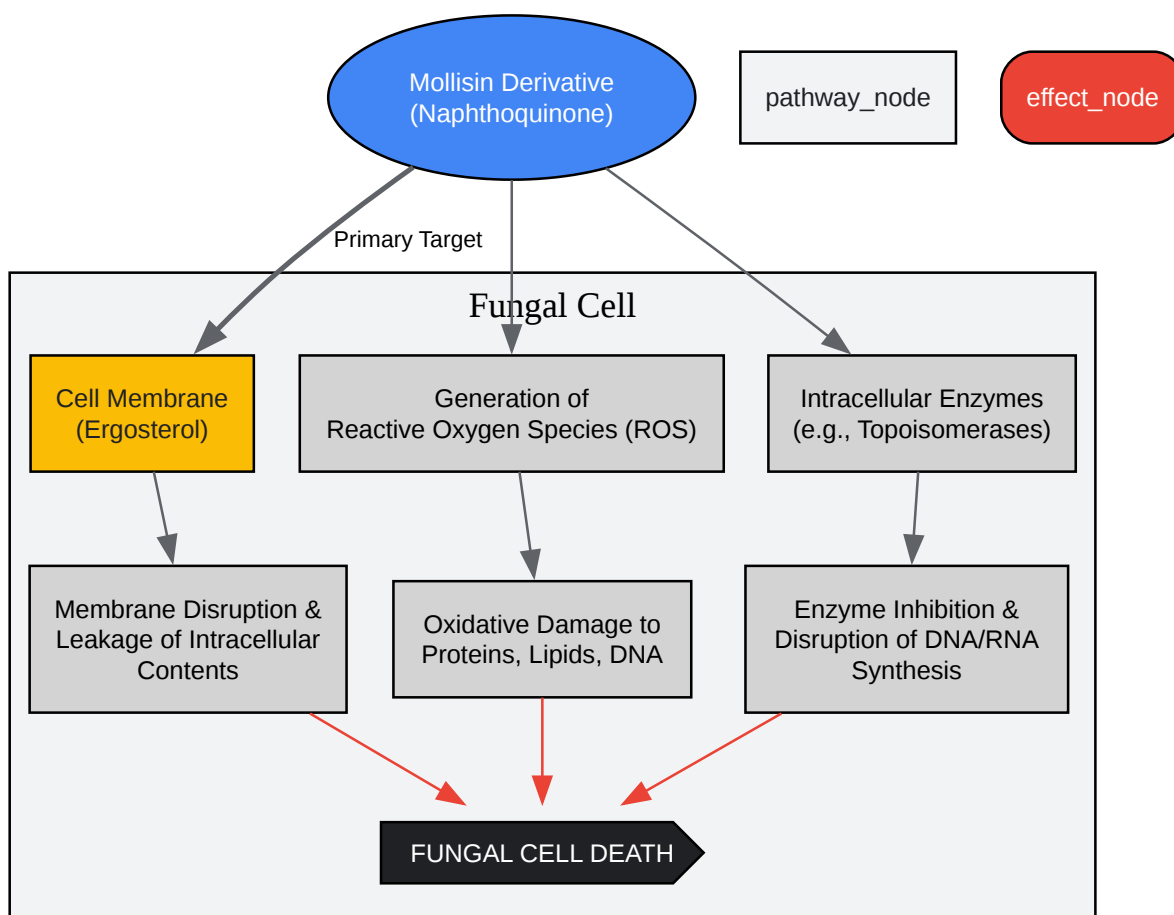 Mollisin Derivative
(Naphthoquinone)
pathway_node
effect_node
Primary Target
Fungal Cell
Cell Membrane
(Ergosterol)
Generation of
Reactive Oxygen Species (ROS)
Intracellular Enzymes
(e.g., Topoisomerases)
Membrane Disruption &
Leakage of Intracellular
Contents
Oxidative Damage to
Proteins, Lipids, DNA
Enzyme Inhibition &
Disruption of DNA/RNA
Synthesis
FUNGAL CELL DEATH